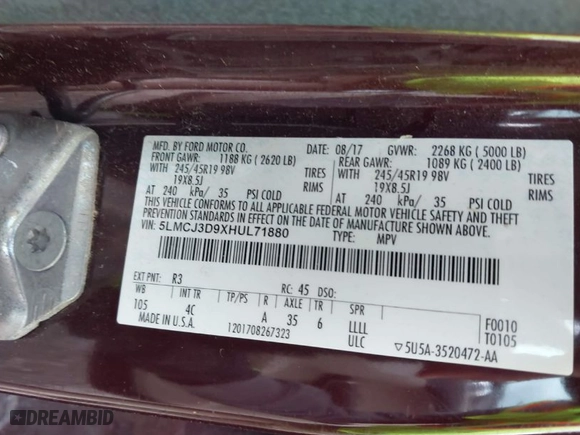 MFD. BY FORD MOTOR CO.
DATE: 08/17 GVWR: 2268 KG ( 5000 LB)
FRONT GAWR: 1188 KG ( 2620 LB) REAR GAWR: 1089 KG ( 2400 LB)
245/45R19 98V TIRES 245/45R19 98V TIRES
19X8.5J RIMS 19X8.5J RIMS
AT 240 kPa/ 35 PSI COLD AT 240 kPa/ 35 PSI COLD
THIS VEHICLE CONFORMS TO ALL APPLICABLE FEDERAL MOTOR VEHICLE SAFETY AND THEFT
PREVENTION STANDARDS IN EFFECT ON THE DATE OF MANUFACTURE SHOWN ABOVE.
VIN: 5LMCJ3D9XHUL71880 TYPE: MPV
EXT PNT: R3 RC: 45 DSO:
WB INT TR TP/PS R AXLE TR SPR
105 4C A 35 6 LLLL F0010
MADE IN U.S.A. 1201708267323 ULC T0105
▽5U5A-3520472-AA
DREAMBID